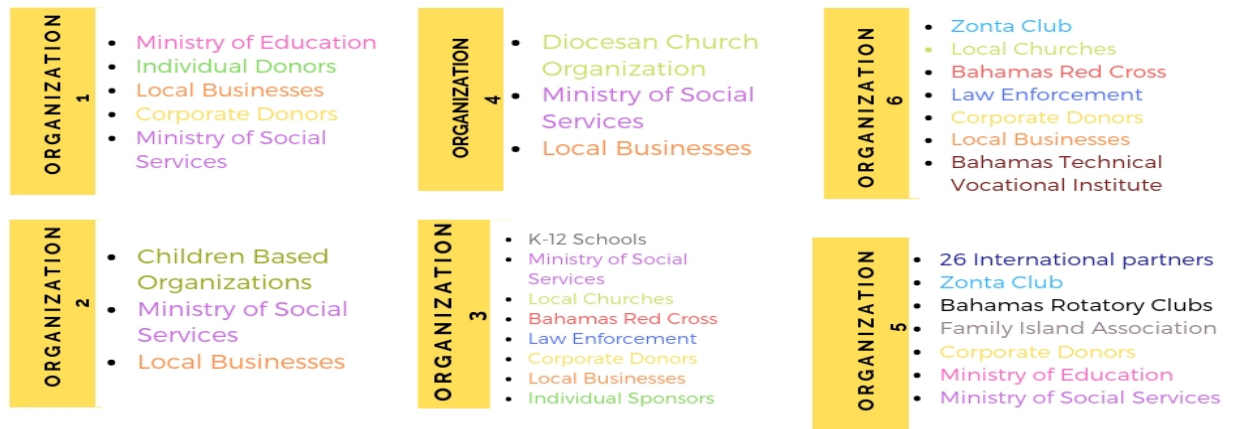 ORGANIZATION
1
Ministry of Education
Individual Donors
Local Businesses
Corporate Donors
Ministry of Social
Services
ORGANIZATION
4
Diocesan Church
Organization
Ministry of Social
Services
Local Businesses
ORGANIZATION
6
Zonta Club
Local Churches
Bahamas Red Cross
Law Enforcement
Corporate Donors
Local Businesses
Bahamas Technical
Vocational Institute
ORGANIZATION
2
Children Based
Organizations
Ministry of Social
Services
Local Businesses
ORGANIZATION
3
K-12 Schools
Ministry of Social
Services
Local Churches
Bahamas Red Cross
Law Enforcement
Corporate Donors
Local Businesses
Individual Sponsors
ORGANIZATION
5
26 International partners
Zonta Club
Bahamas Rotatory Clubs
Family Island Association
Corporate Donors
Ministry of Education
Ministry of Social Services